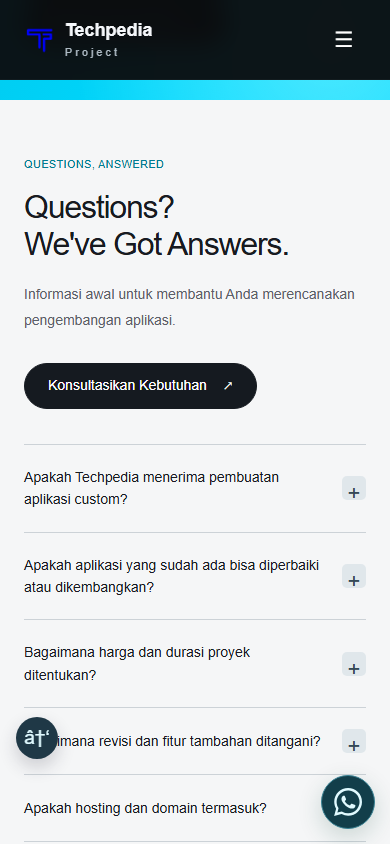 Techpedia
Project
☰
QUESTIONS, ANSWERED
Questions?
We've Got Answers.
Informasi awal untuk membantu Anda merencanakan
pengembangan aplikasi.
Konsultasikan Kebutuhan ↗
Apakah Techpedia menerima pembuatan
aplikasi custom?
+
Apakah aplikasi yang sudah ada bisa diperbaiki
atau dikembangkan?
+
Bagaimana harga dan durasi proyek
ditentukan?
+
â†‘
imana revisi dan fitur tambahan ditangani?
+
Apakah hosting dan domain termasuk?